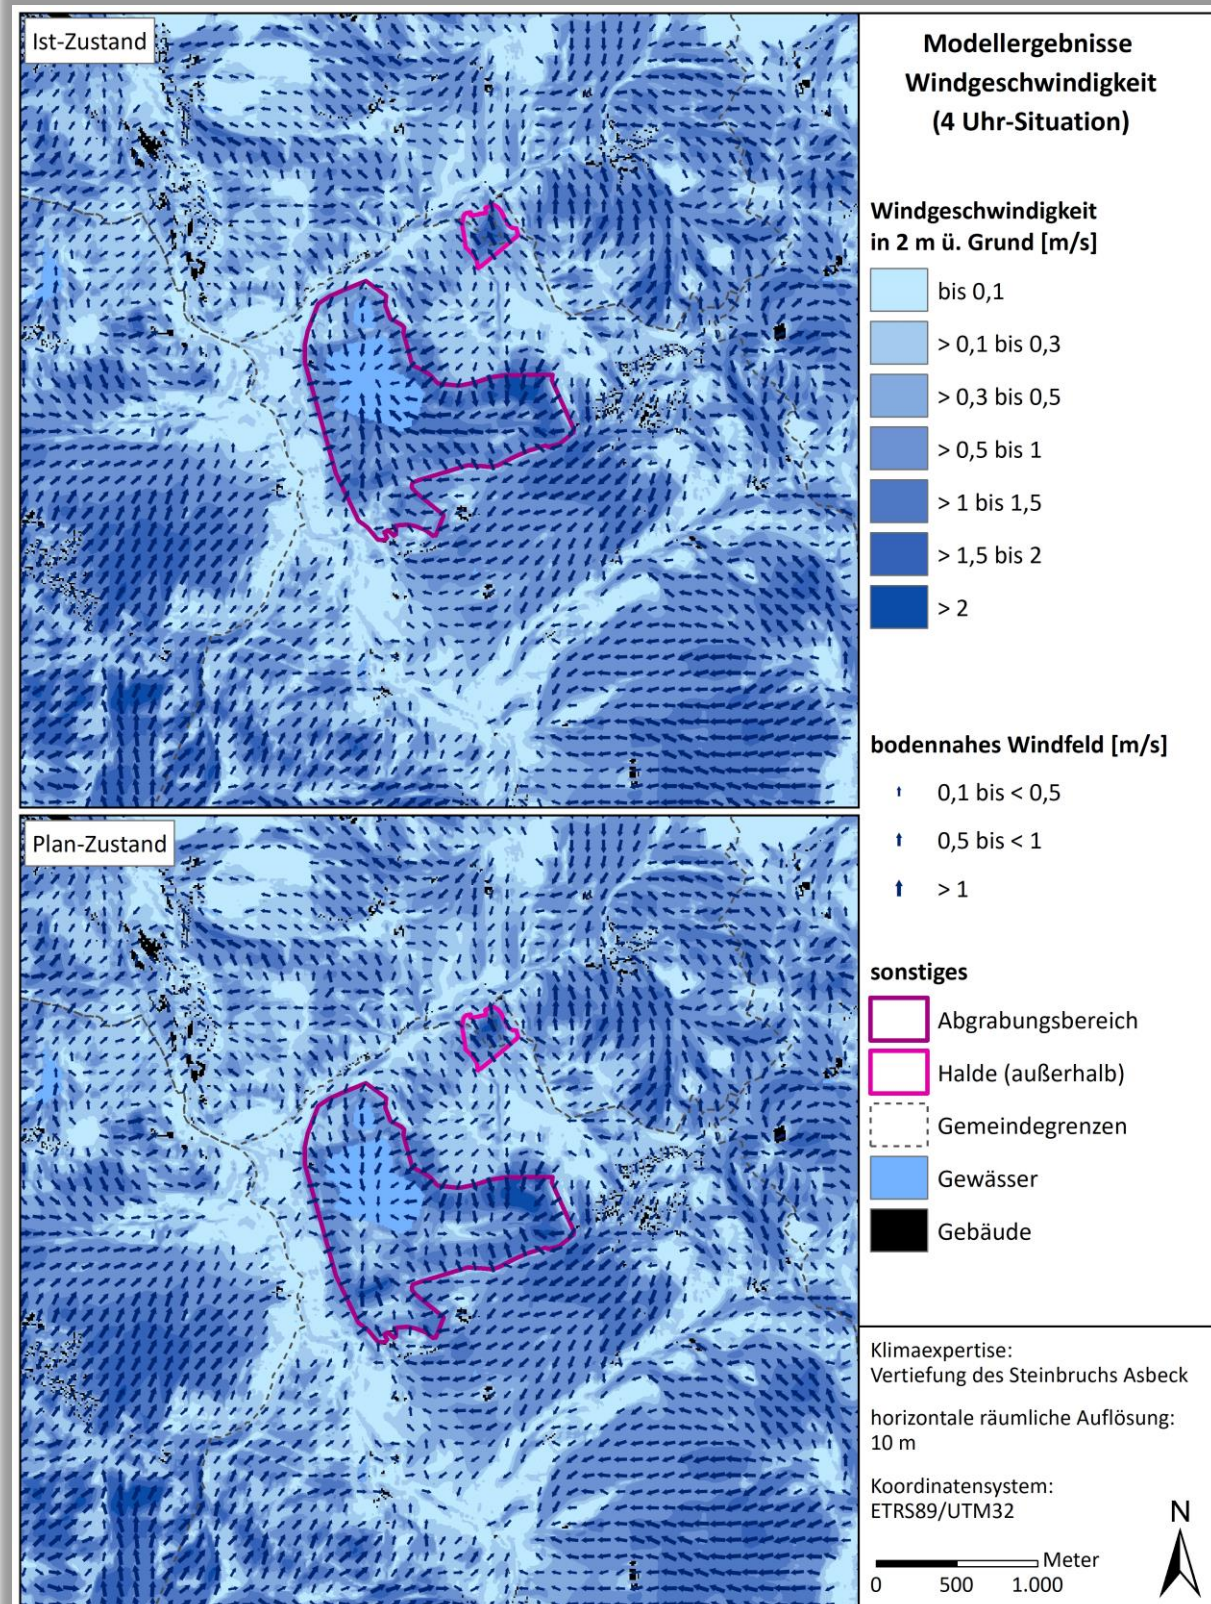 Ist-Zustand
Plan-Zustand
Modellergebnisse
Windgeschwindigkeit
(4 Uhr-Situation)
Windgeschwindigkeit
in 2 m ü. Grund [m/s]
bis 0,1
> 0,1 bis 0,3
> 0,3 bis 0,5
> 0,5 bis 1
> 1 bis 1,5
> 1,5 bis 2
> 2
bodennahes Windfeld [m/s]
0,1 bis < 0,5
0,5 bis < 1
> 1
sonstiges
Abgrabungsbereich
Halde (außerhalb)
Gemeindegrenzen
Gewässer
Gebäude
Klimaexpertise:
Vertiefung des Steinbruchs Asbeck
horizontale räumliche Auflösung:
10 m
Koordinatensystem:
ETRS89/UTM32
N
Meter
0 500 1.000